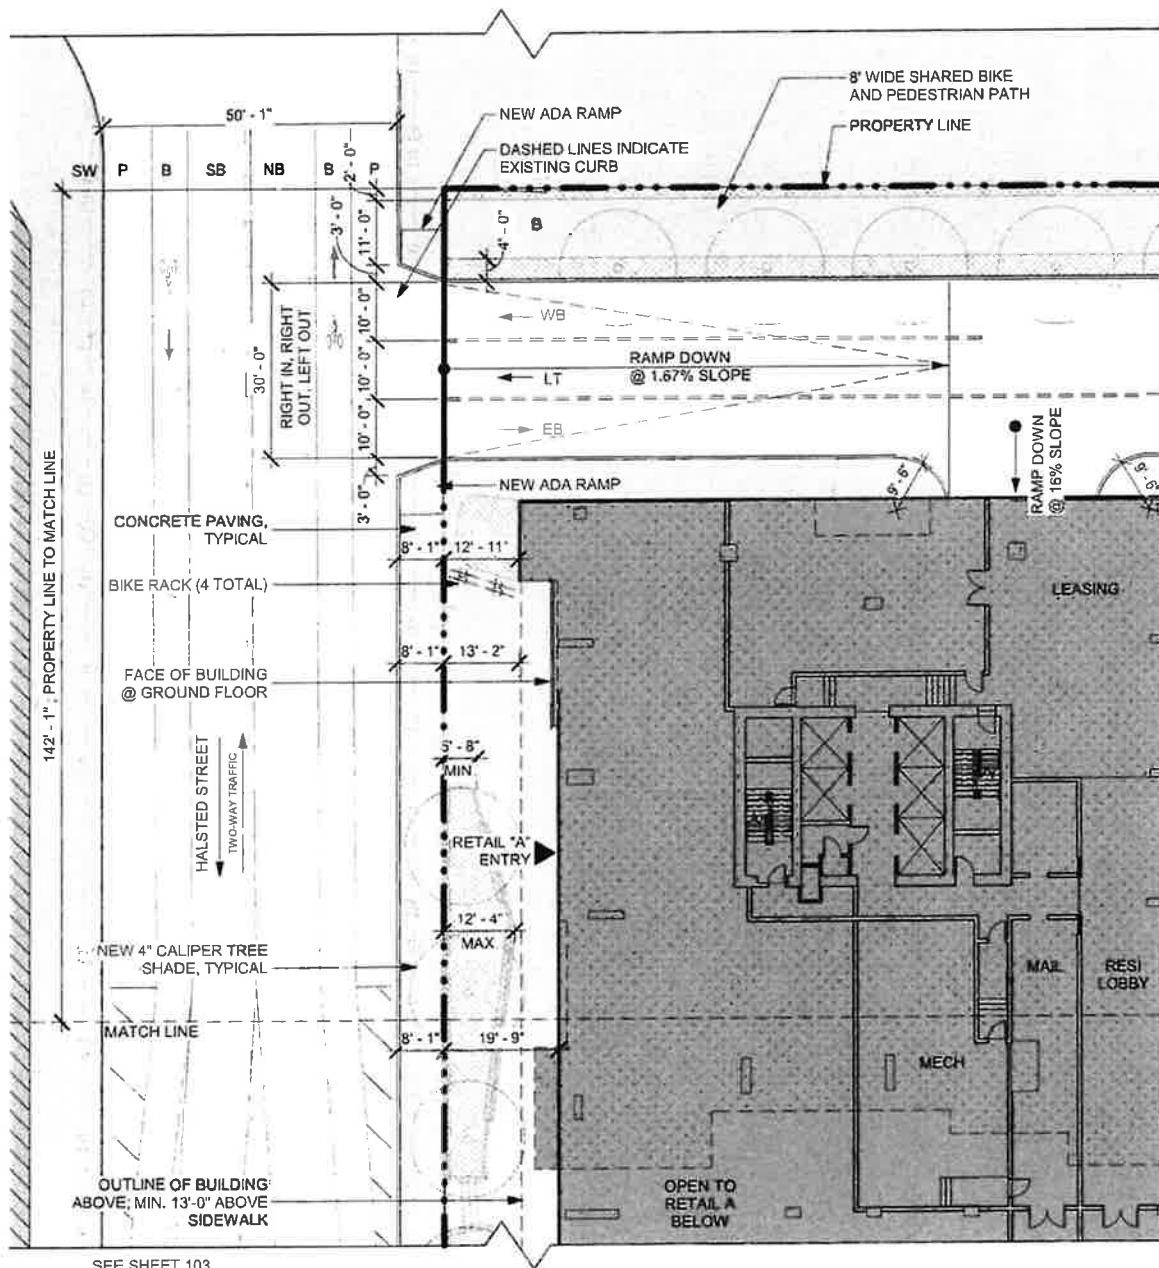 8' WIDE SHARED BIKE
AND PEDESTRIAN PATH
PROPERTY LINE
50' - 1"
NEW ADA RAMP
DASHED LINES INDICATE
EXISTING CURB
SW P B SB NB B P
2' - 0"
3' - 0"
11' - 0"
B
4' - 0"
30' - 0"
RIGHT IN, RIGHT
OUT, LEFT OUT
10' - 0"
10' - 0"
10' - 0"
3' - 0"
WB
LT
EB
RAMP DOWN
@ 1.67% SLOPE
RAMP DOWN
@ 16% SLOPE
9' - 6"
9' - 6"
142' - 1" : PROPERTY LINE TO MATCH LINE
NEW ADA RAMP
CONCRETE PAVING,
TYPICAL
8' - 1" 12' - 11"
BIKE RACK (4 TOTAL)
LEASING
8' - 1" 13' - 2"
FACE OF BUILDING
@ GROUND FLOOR
HALSTED STREET
TWO-WAY TRAFFIC
MIN
RETAIL "A"
ENTRY
12' - 4"
MAX
NEW 4" CALIPER TREE
SHADE, TYPICAL
MAIL
RESI
LOBBY
MATCH LINE
8' - 1" 19' - 9"
MECH
OUTLINE OF BUILDING
ABOVE; MIN. 13'-0" ABOVE
SIDEWALK
OPEN TO
RETAIL A
BELOW
SEE SHEET 103